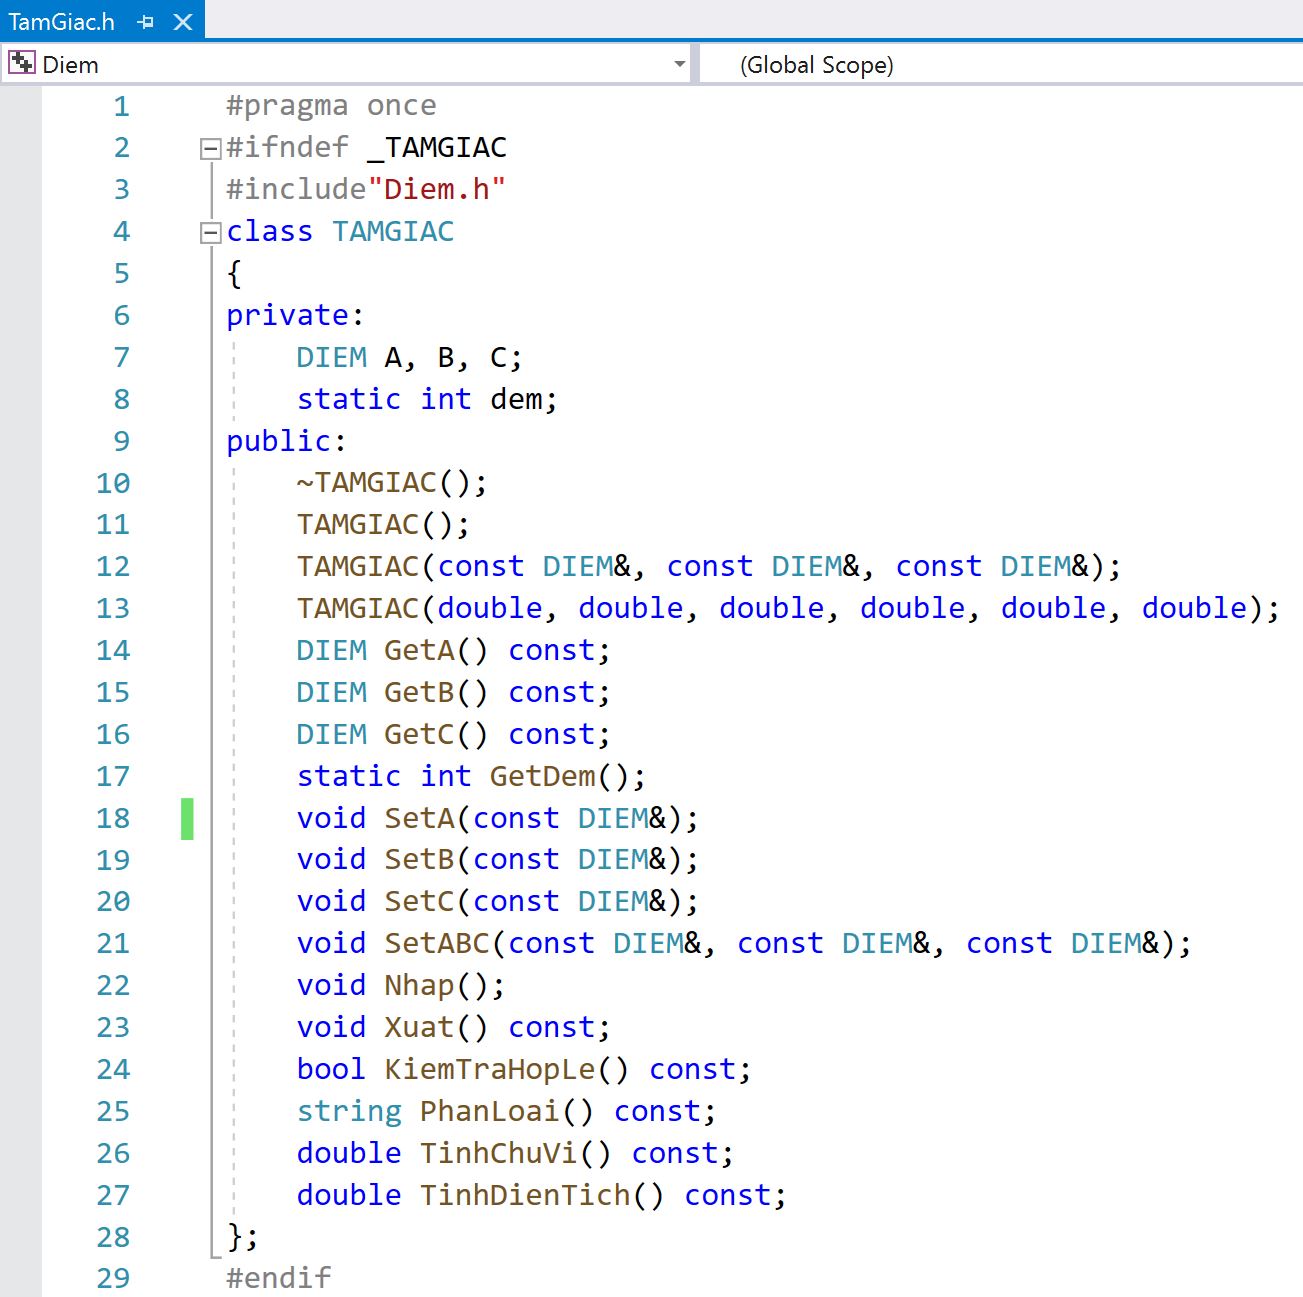 TamGiac.h
Diem
(Global Scope)
1 #pragma once
2 #ifndef _TAMGIAC
3 #include"Diem.h"
4 class TAMGIAC
5 {
6 private:
7 DIEM A, B, C;
8 static int dem;
9 public:
10 ~TAMGIAC();
11 TAMGIAC();
12 TAMGIAC(const DIEM&, const DIEM&, const DIEM&);
13 TAMGIAC(double, double, double, double, double, double);
14 DIEM GetA() const;
15 DIEM GetB() const;
16 DIEM GetC() const;
17 static int GetDem();
18 void SetA(const DIEM&);
19 void SetB(const DIEM&);
20 void SetC(const DIEM&);
21 void SetABC(const DIEM&, const DIEM&, const DIEM&);
22 void Nhap();
23 void Xuat() const;
24 bool KiemTraHopLe() const;
25 string PhanLoai() const;
26 double TinhChuVi() const;
27 double TinhDienTich() const;
28 };
29 #endif